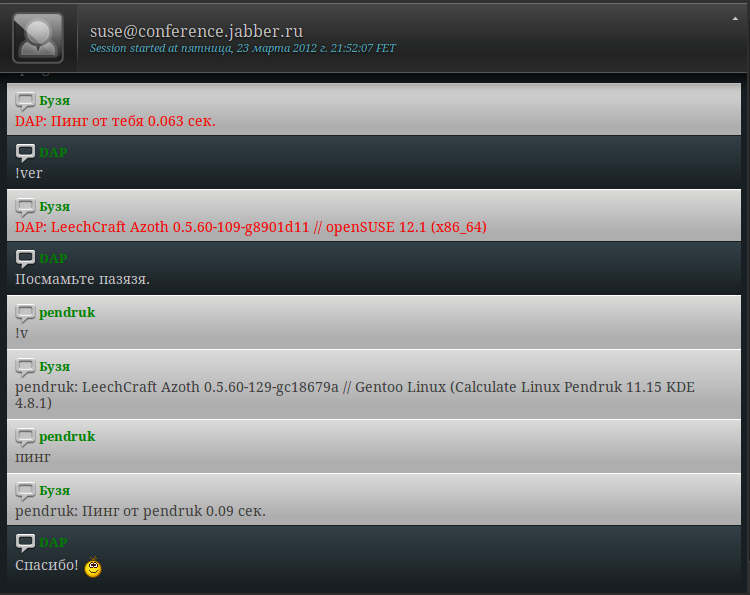 suse@conference.jabber.ru
Session started at пятница, 23 марта 2012 г. 21:52:07 FET
Бузя
DAP: Пинг от тебя 0.063 сек.
DAP
!ver
Бузя
DAP: LeechCraft Azoth 0.5.60-109-g8901d11 // openSUSE 12.1 (x86_64)
DAP
Посмамьте пазязя.
pendruk
!v
Бузя
pendruk: LeechCraft Azoth 0.5.60-129-gc18679a // Gentoo Linux (Calculate Linux Pendruk 11.15 KDE
4.8.1)
pendruk
пинг
Бузя
pendruk: Пинг от pendruk 0.09 сек.
DAP
Спасибо!